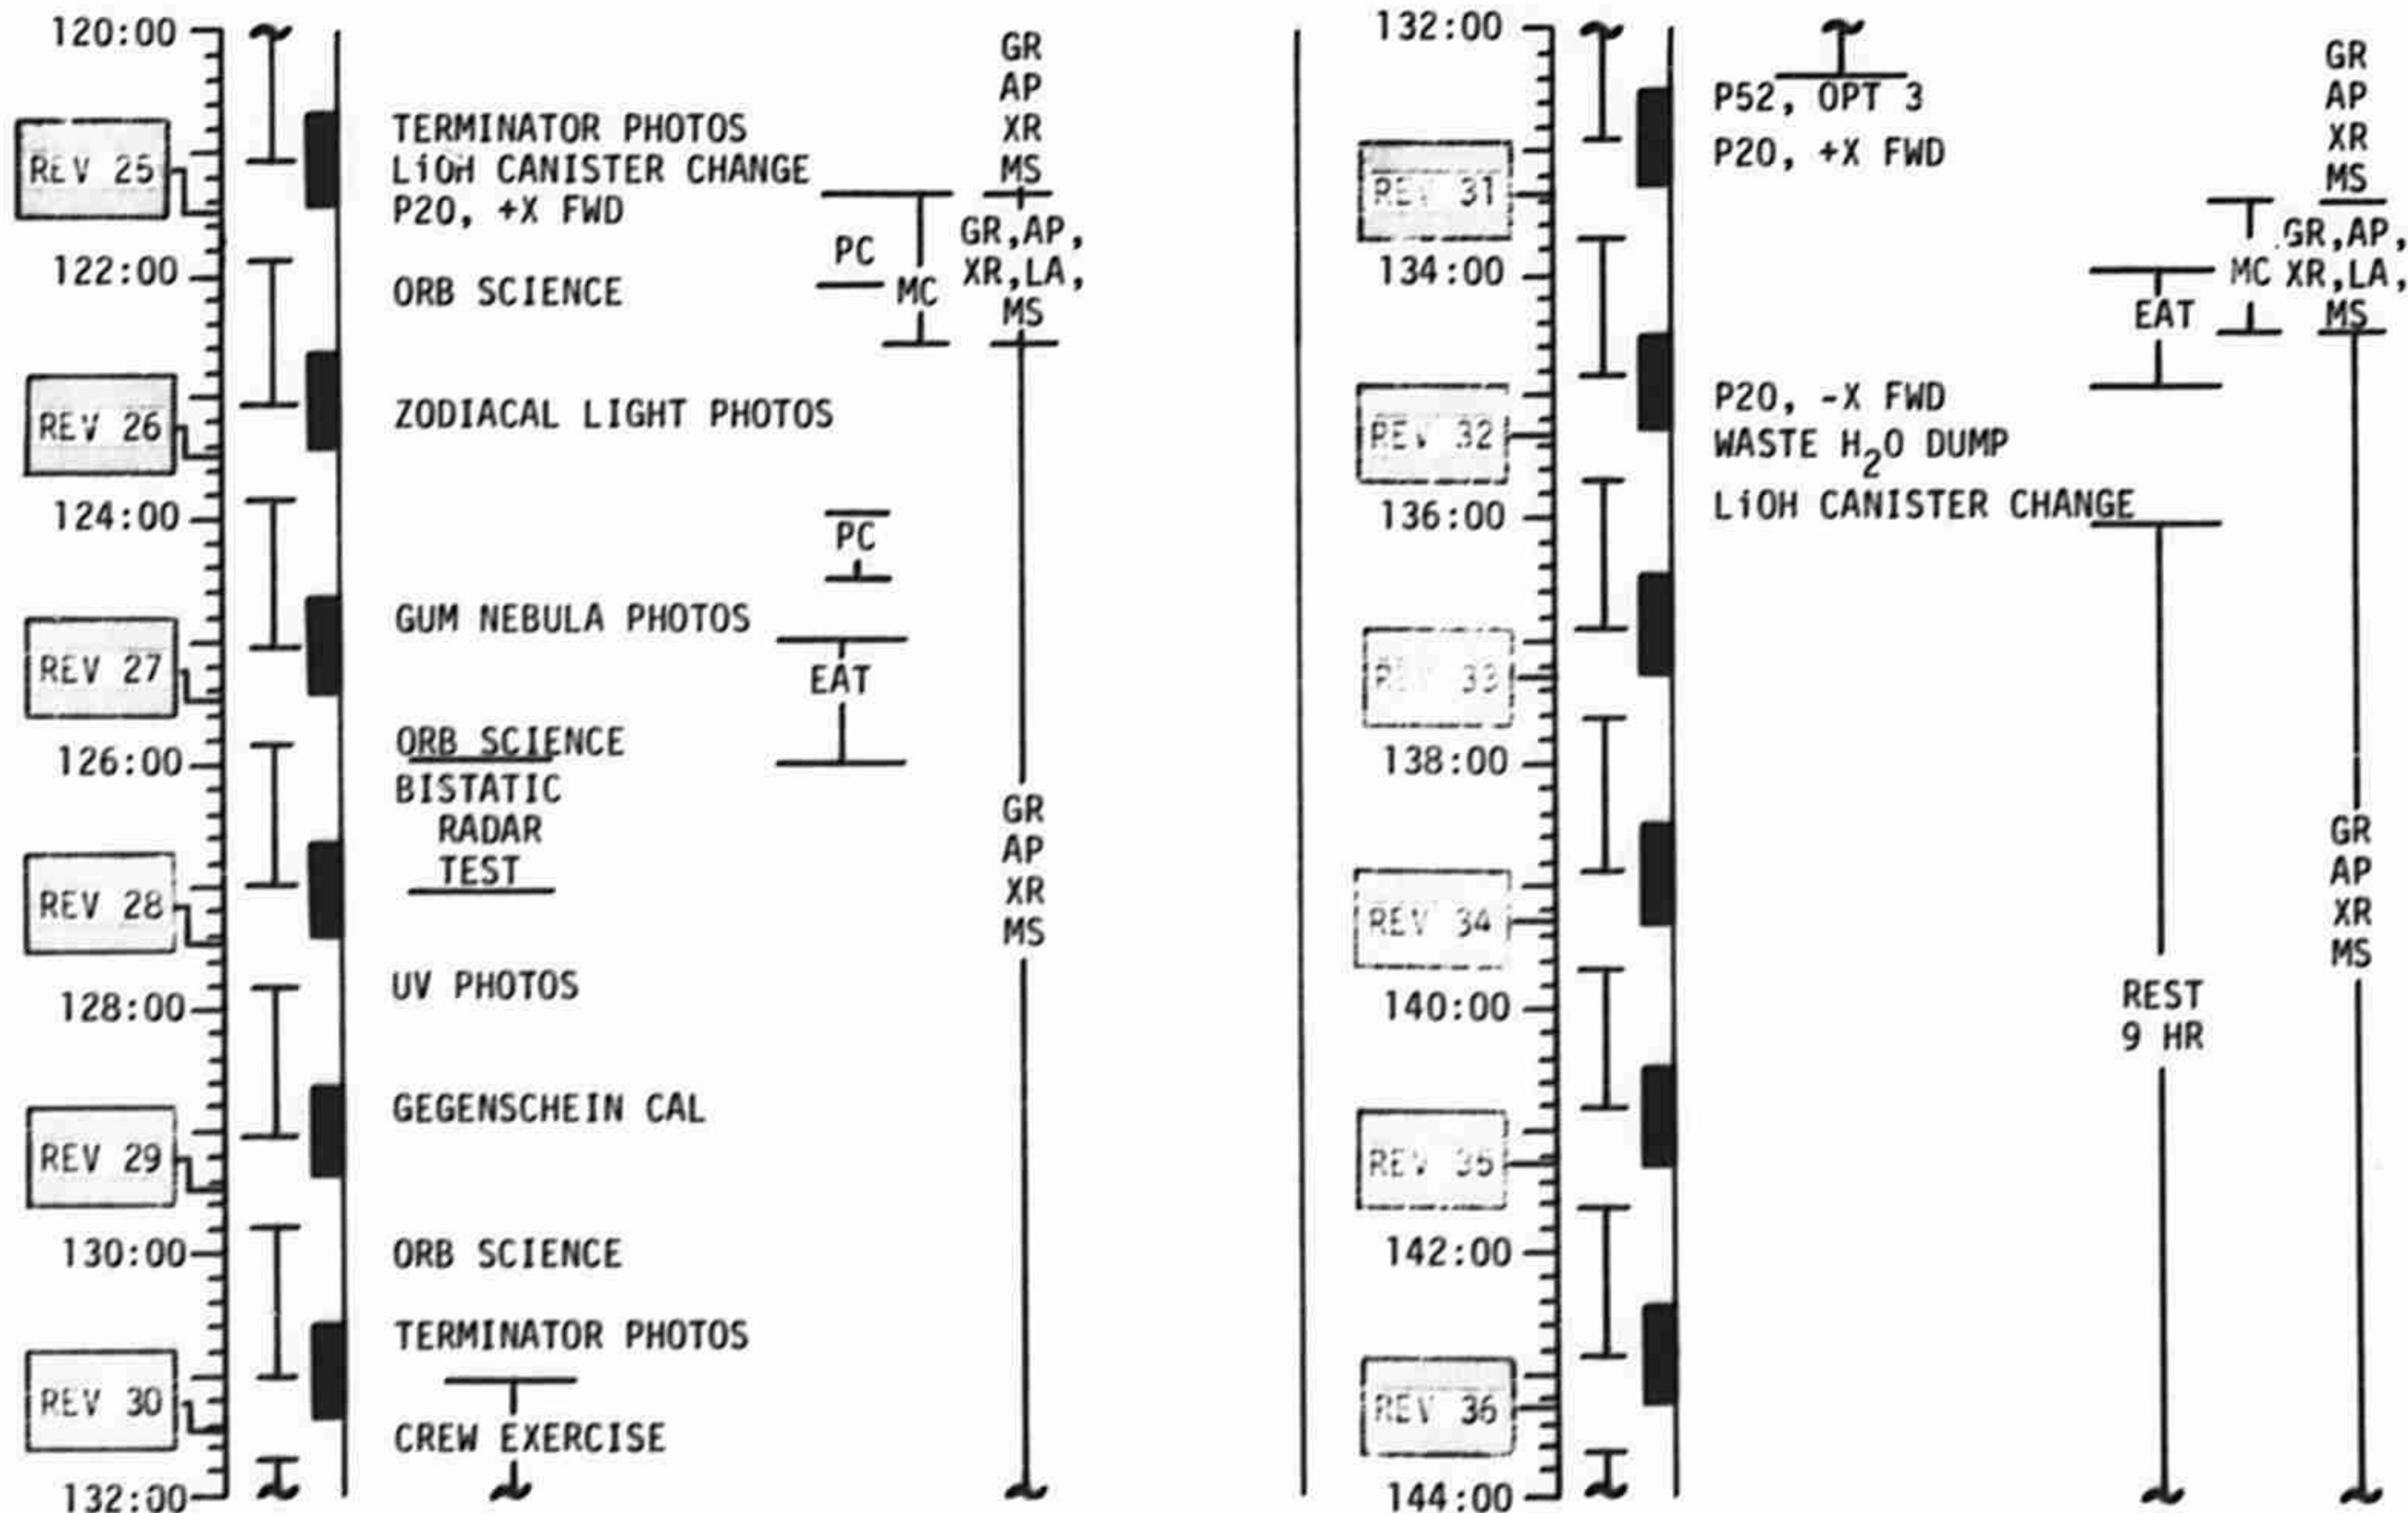 120:00
REV 25
122:00
REV 26
124:00
REV 27
126:00
REV 28
128:00
REV 29
130:00
REV 30
132:00
TERMINATOR PHOTOS
LiOH CANISTER CHANGE
P20, +X FWD
ORB SCIENCE
ZODIACAL LIGHT PHOTOS
GUM NEBULA PHOTOS
ORB SCIENCE
BISTATIC
RADAR
TEST
UV PHOTOS
GEGENSCHEIN CAL
ORB SCIENCE
TERMINATOR PHOTOS
CREW EXERCISE
PC
MC
PC
EAT
GR
AP
XR
MS
GR,AP,
XR,LA,
MS
GR
AP
XR
MS
132:00
REV 31
134:00
REV 32
136:00
REV 33
138:00
REV 34
140:00
REV 35
142:00
REV 36
144:00
P52, OPT 3
P20, +X FWD
P20, -X FWD
WASTE H₂O DUMP
LiOH CANISTER CHANGE
EAT
MC
REST
9 HR
GR
AP
XR
MS
GR,AP,
XR,LA,
MS
GR
AP
XR
MS